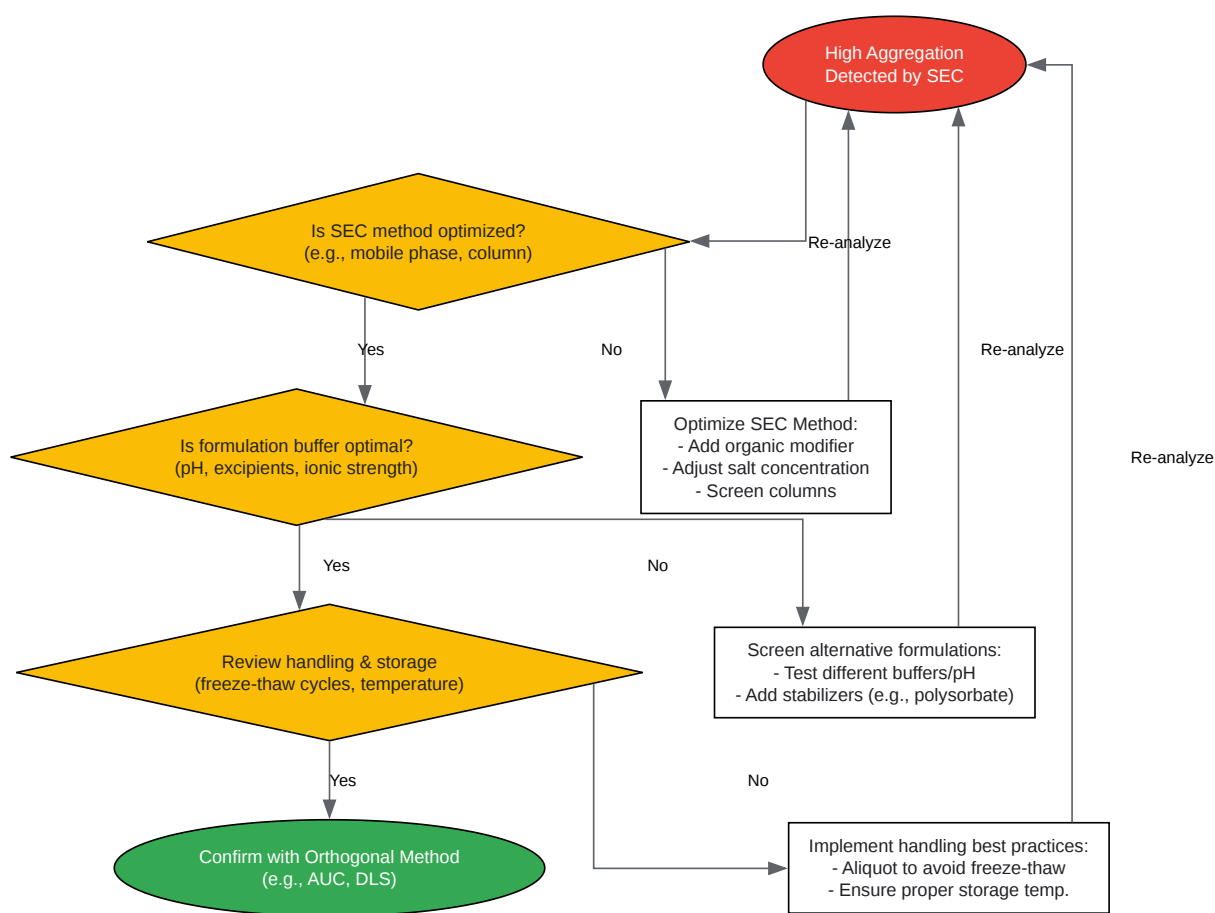 High Aggregation
Detected by SEC
Is SEC method optimized?
(e.g., mobile phase, column)
Re-analyze
Yes
No
Re-analyze
Optimize SEC Method:
- Add organic modifier
- Adjust salt concentration
- Screen columns
Is formulation buffer optimal?
(pH, excipients, ionic strength)
Re-analyze
Yes
No
Screen alternative formulations:
- Test different buffers/pH
- Add stabilizers (e.g., polysorbate)
Review handling & storage
(freeze-thaw cycles, temperature)
Yes
No
Confirm with Orthogonal Method
(e.g., AUC, DLS)
Implement handling best practices:
- Aliquot to avoid freeze-thaw
- Ensure proper storage temp.